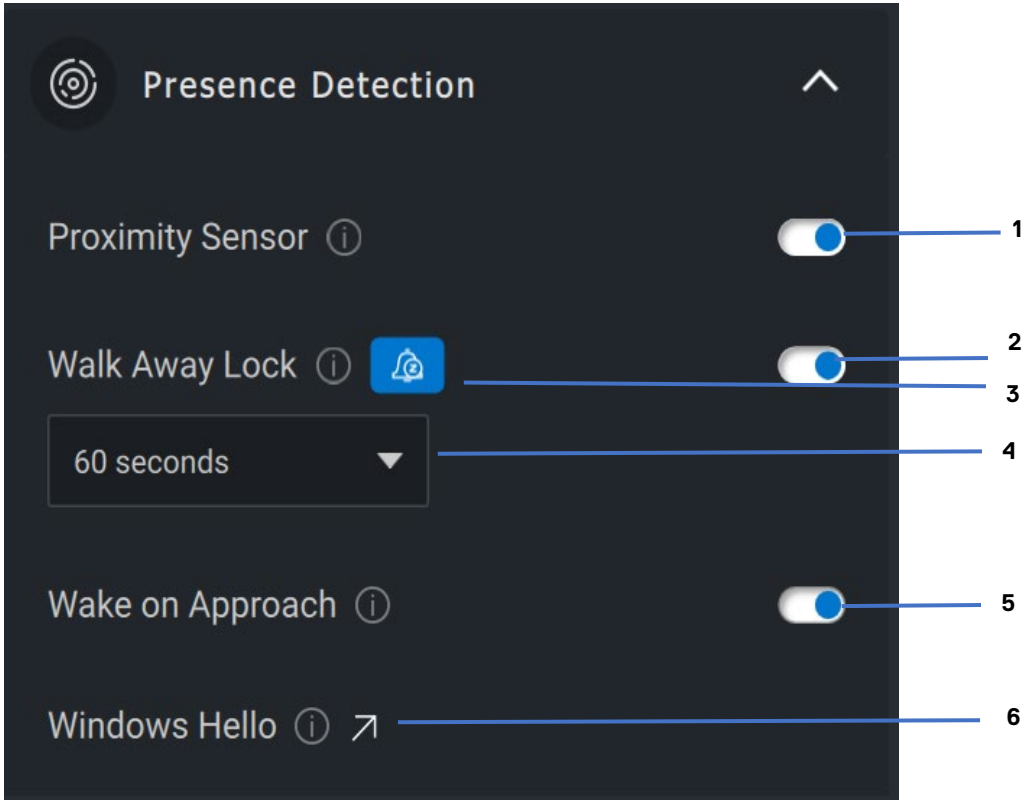 Presence Detection
Proximity Sensor
1
Walk Away Lock
2
3
60 seconds
4
Wake on Approach
5
Windows Hello
6